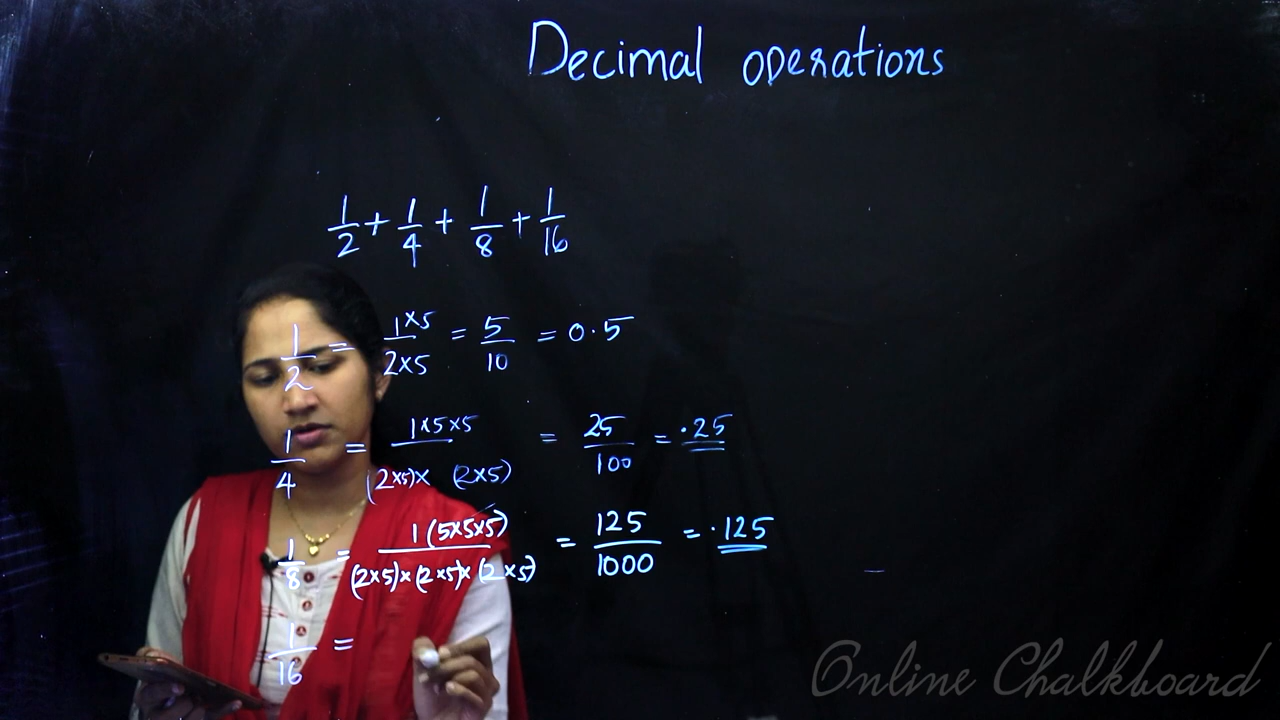 Decimal operations
1/2 + 1/4 + 1/8 + 1/16
1/2 = 1×5/2×5 = 5/10 = 0.5
1/4 = 1×5×5/(2×5)× (2×5) = 25/100 = .25
1/8 = 1(5×5×5)/(2×5)×(2×5)×(2×5) = 125/1000 = .125
1/16 =
Online Chalkboard